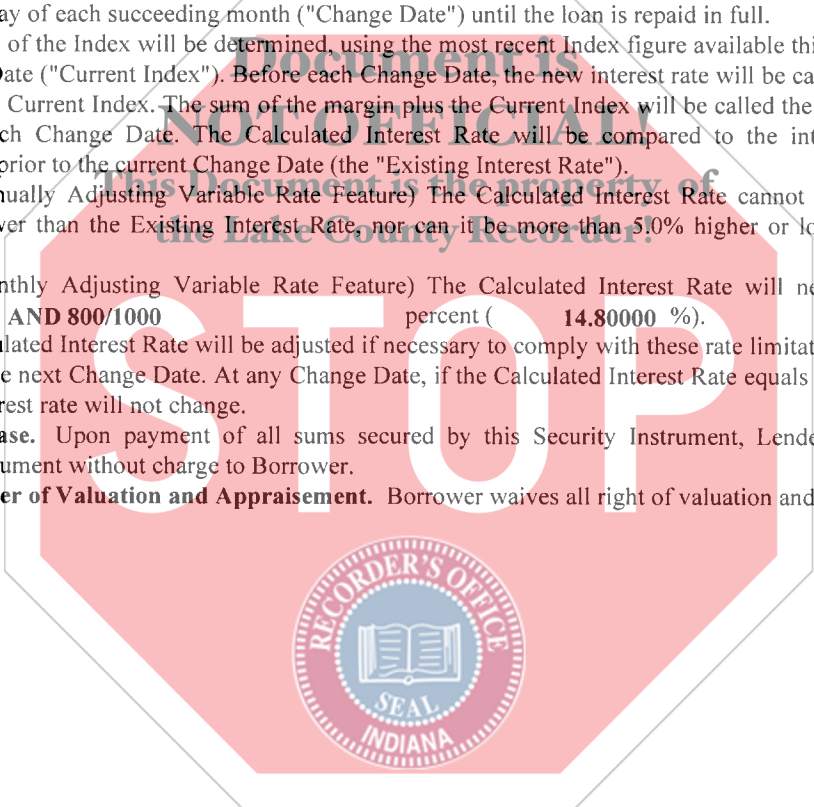 ay of each succeeding month ("Change Date") until the loan is repaid in full.
of the Index will be determined, using the most recent Index figure available thi
Date ("Current Index"). Before each Change Date, the new interest rate will be ca
Document is
Current Index. The sum of the margin plus the Current Index will be called the
NOT OFFICIAL!
ch Change Date. The Calculated Interest Rate will be compared to the int
prior to the current Change Date (the "Existing Interest Rate").
This Document is the property of
nually Adjusting Variable Rate Feature) The Calculated Interest Rate cannot
ver than the Existing Interest Rate, nor can it be more than 5.0% higher or lo
the Lake County Recorder!
nthly Adjusting Variable Rate Feature) The Calculated Interest Rate will ne
AND 800/1000 percent ( 14.80000 %).
lated Interest Rate will be adjusted if necessary to comply with these rate limitat
e next Change Date. At any Change Date, if the Calculated Interest Rate equals
rest rate will not change.
STOP
ase. Upon payment of all sums secured by this Security Instrument, Lende
ument without charge to Borrower.
er of Valuation and Appraisement. Borrower waives all right of valuation and
RECORDER'S OFFICE
SEAL
INDIANA